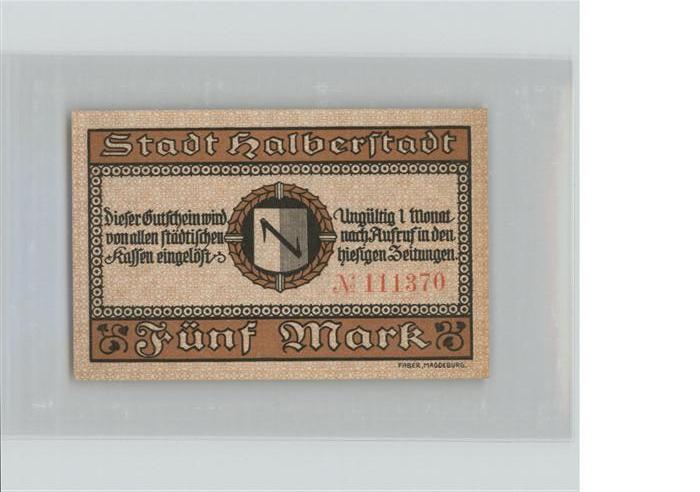 Stadt Halberstadt
Dieser Gutschein wird
von allen städtischen
Kassen eingelöst
Ungültig 1 Monat
nach Aufruf in den
hiesigen Zeitungen.
No 111370
Fünf Mark
FABER, MAGDEBURG.